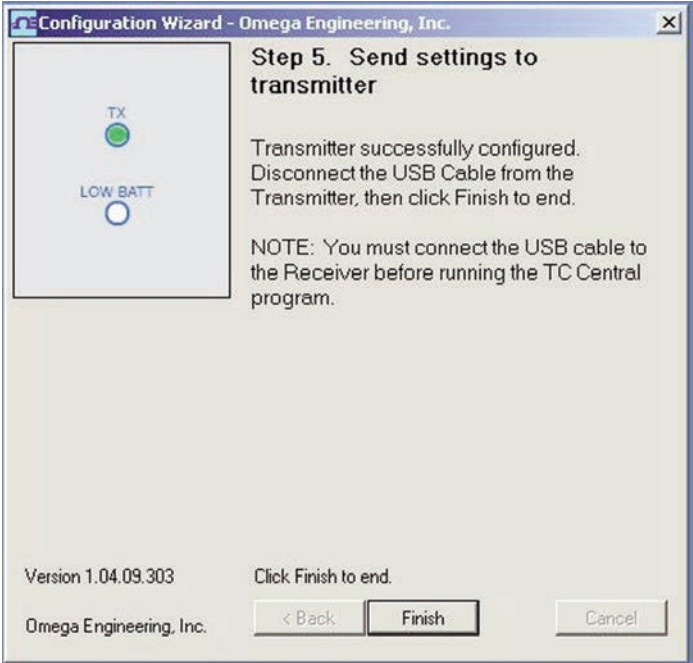 Configuration Wizard - Omega Engineering, Inc.
Step 5. Send settings to
transmitter
TX
LOW BATT
Transmitter successfully configured.
Disconnect the USB Cable from the
Transmitter, then click Finish to end.
NOTE: You must connect the USB cable to
the Receiver before running the TC Central
program.
Version 1.04.09.303
Click Finish to end.
Omega Engineering, Inc.
< Back
Finish
Cancel